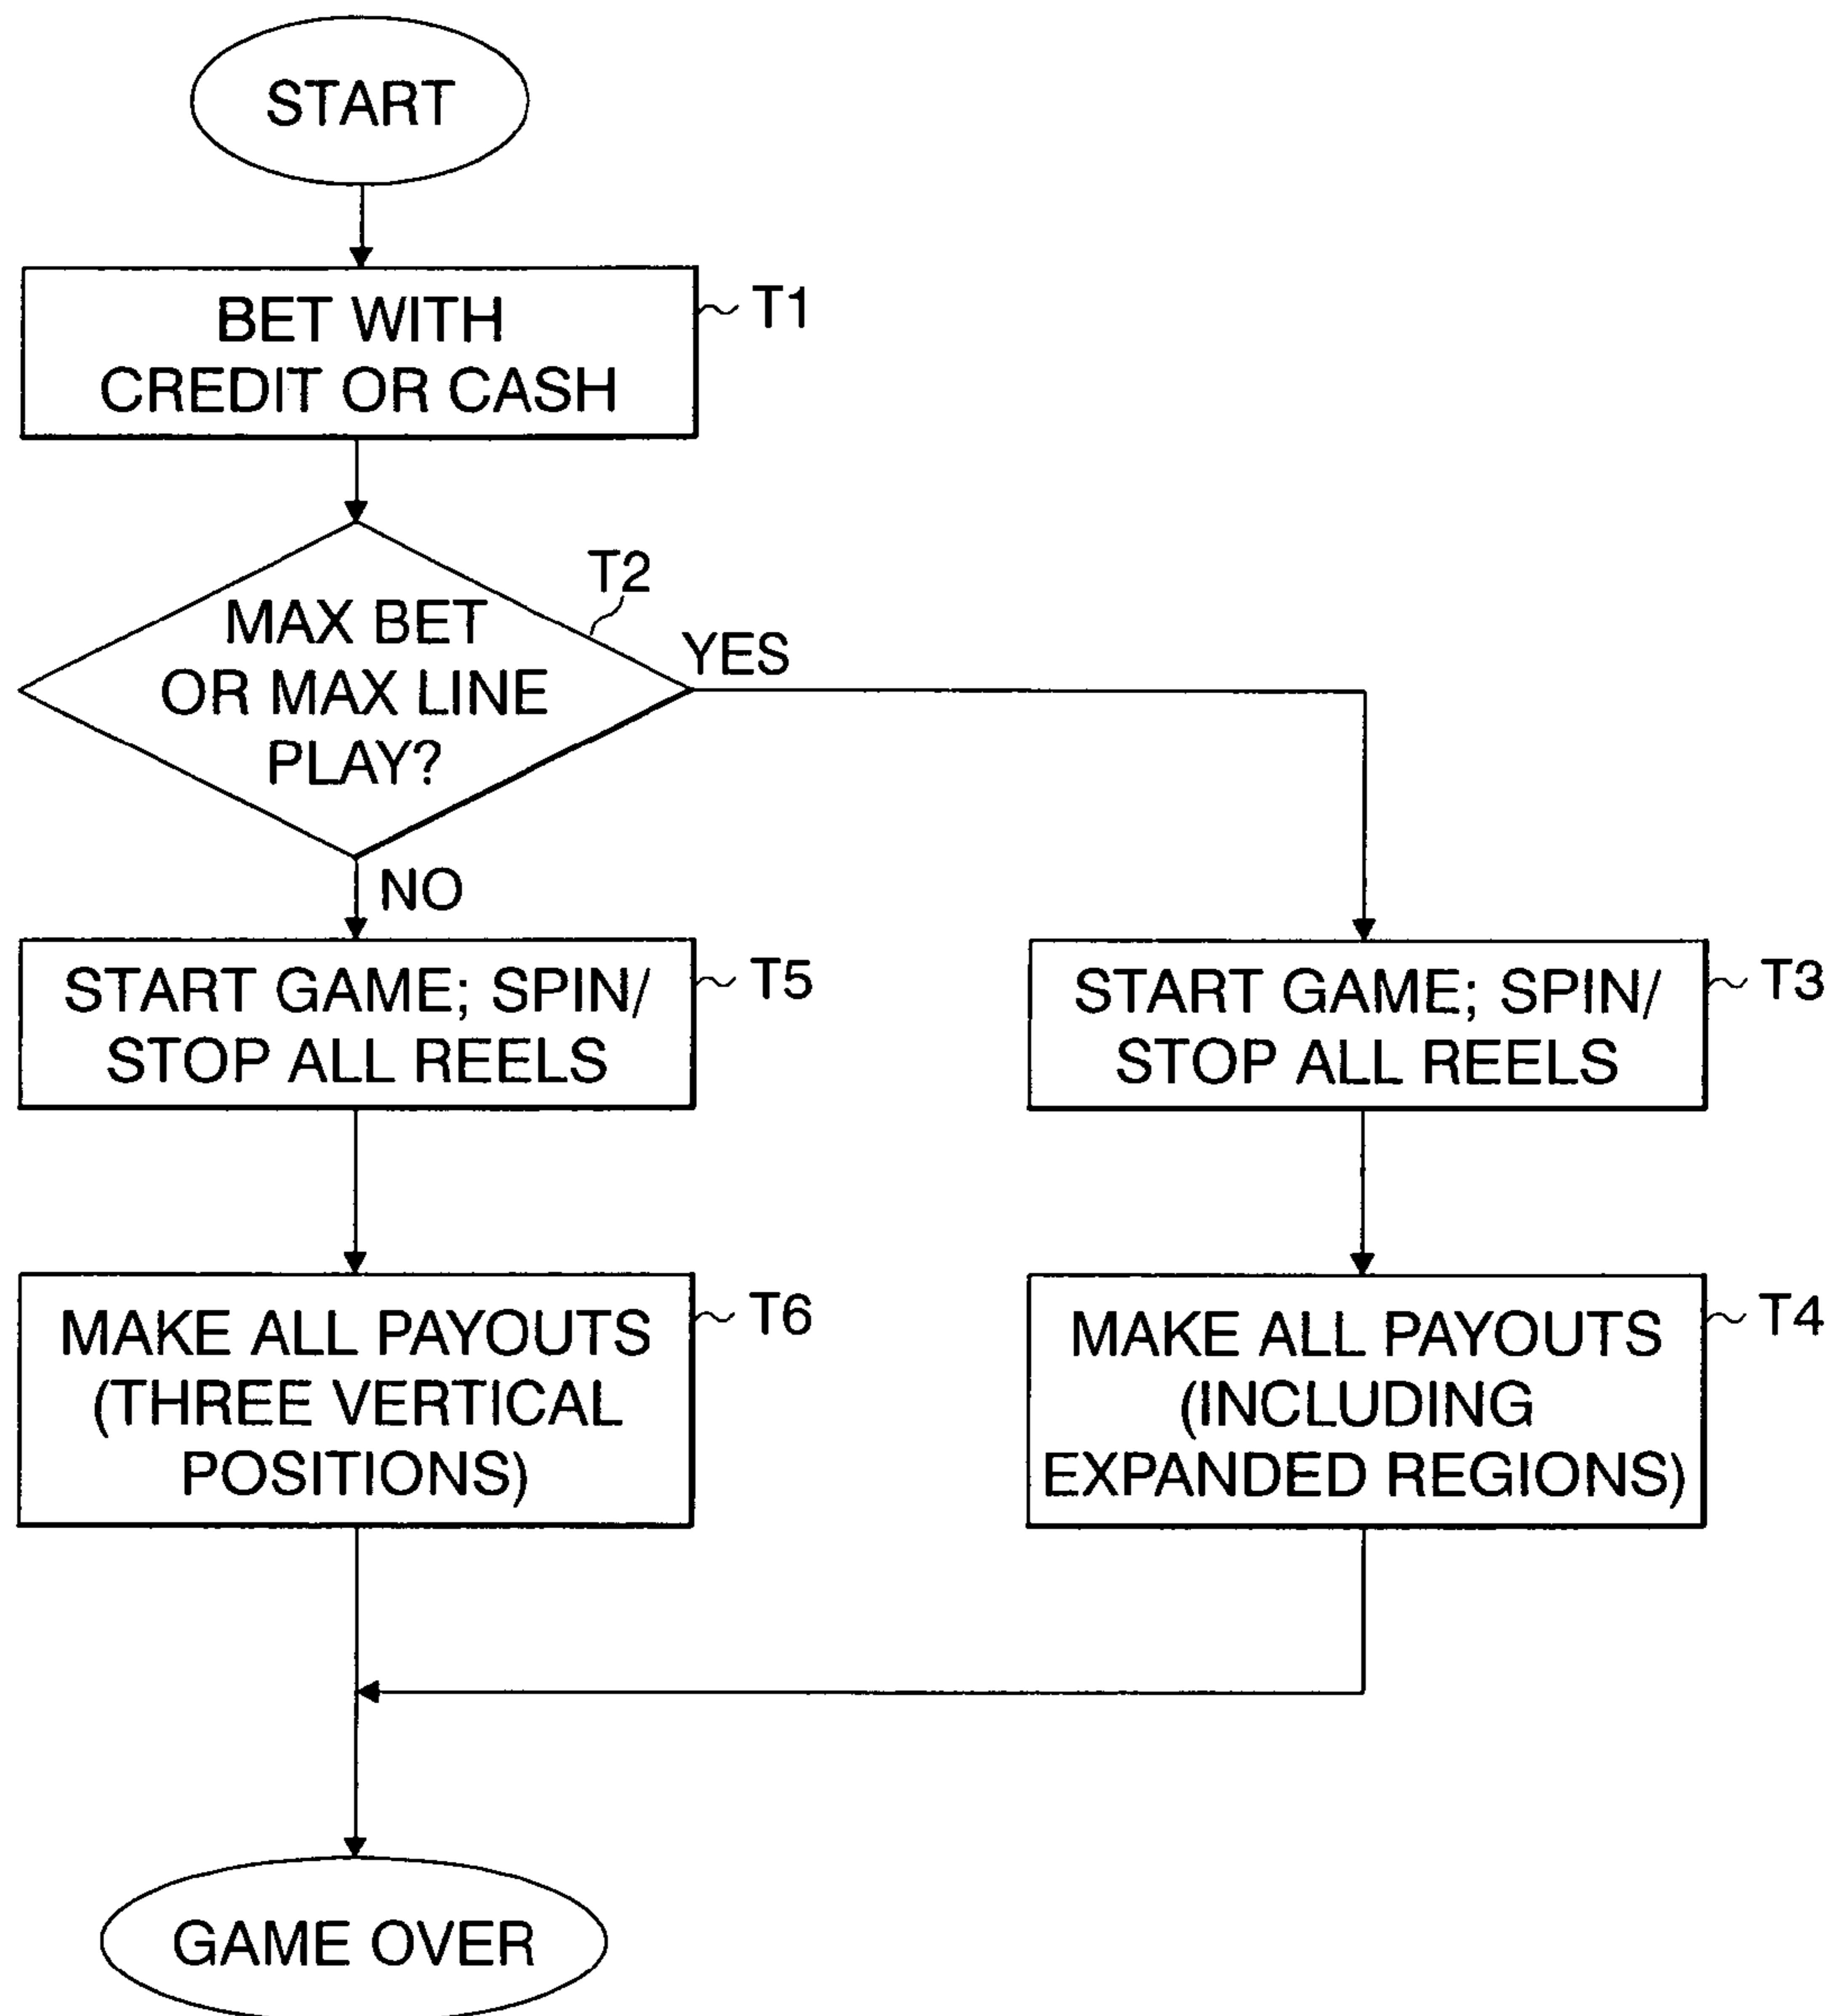 START
BET WITH
CREDIT OR CASH
T1
MAX BET
OR MAX LINE
PLAY?
T2
YES
NO
START GAME; SPIN/
STOP ALL REELS
T5
START GAME; SPIN/
STOP ALL REELS
T3
MAKE ALL PAYOUTS
(THREE VERTICAL
POSITIONS)
T6
MAKE ALL PAYOUTS
(INCLUDING
EXPANDED REGIONS)
T4
GAME OVER